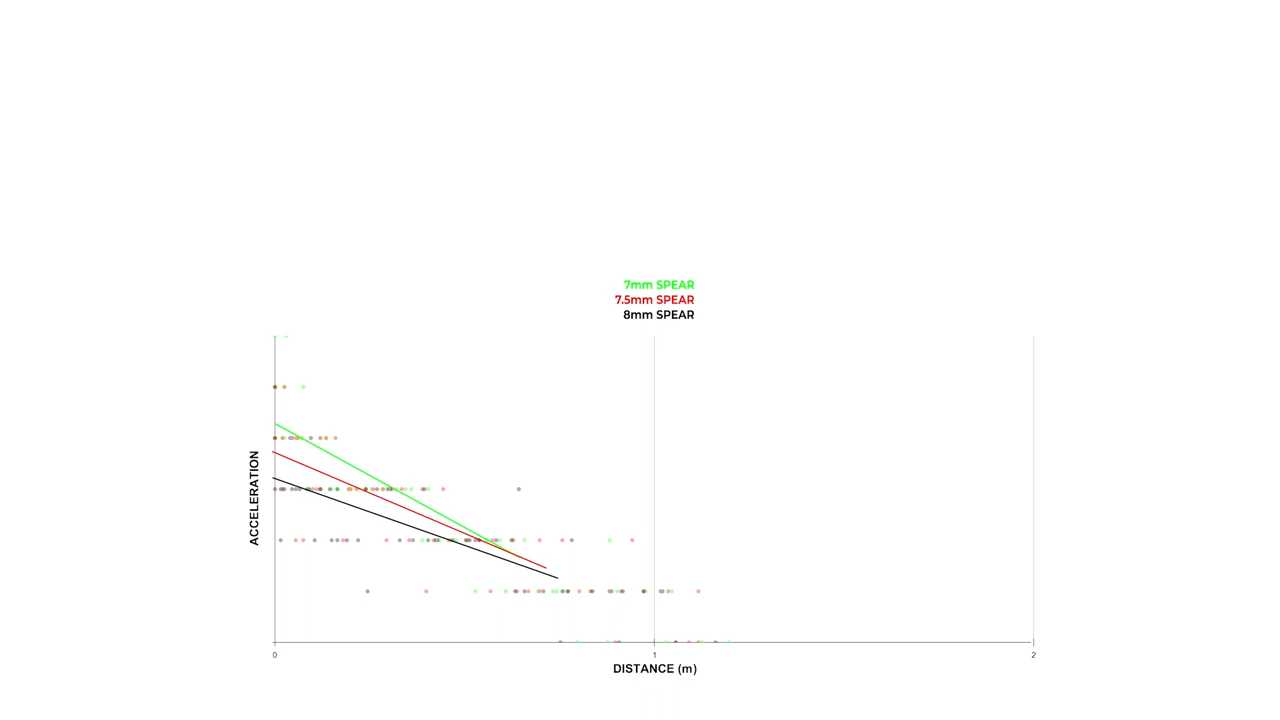 7mm SPEAR
7.5mm SPEAR
8mm SPEAR
ACCELERATION
0
1
2
DISTANCE (m)